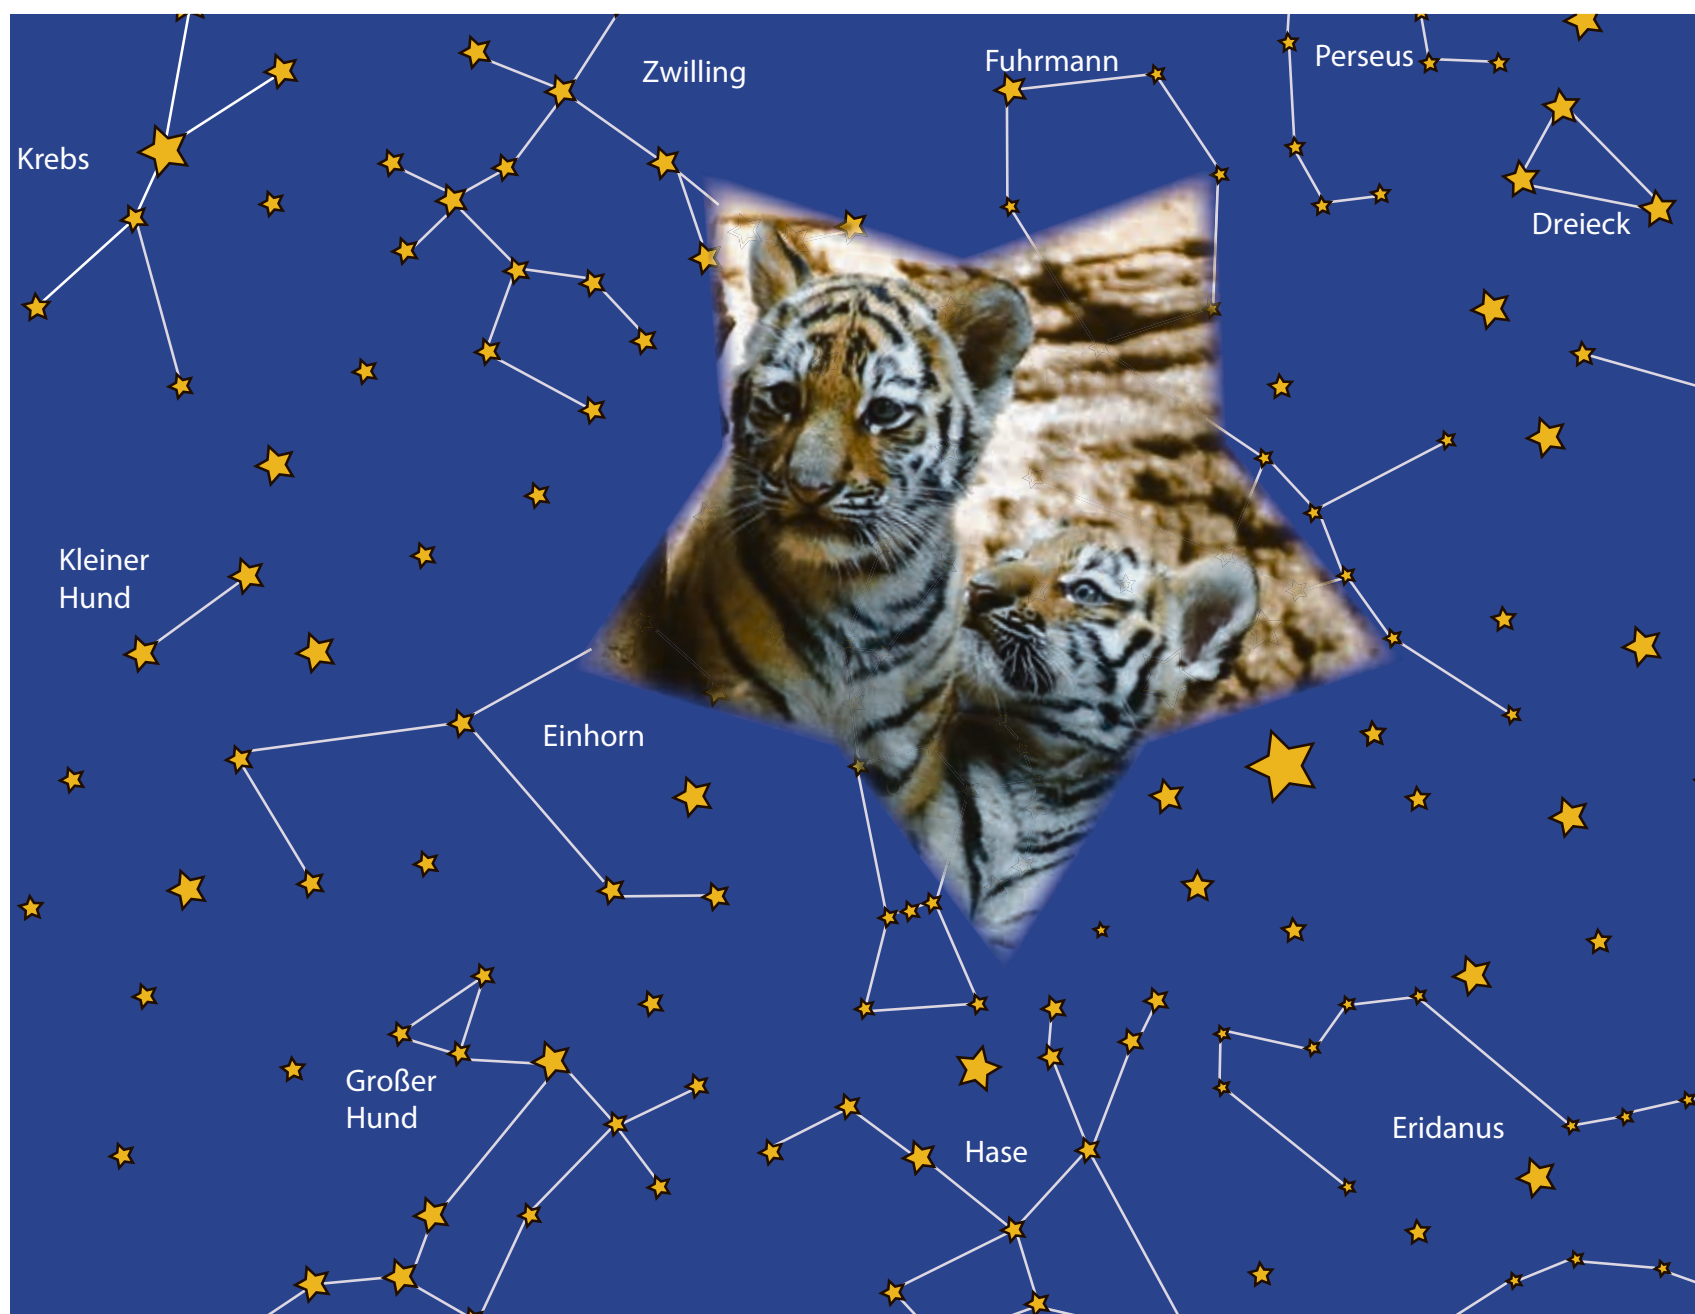 Zwilling
Fuhrmann
Perseus
Krebs
Dreieck
Kleiner
Hund
Einhorn
Großer
Hund
Hase
Eridanus